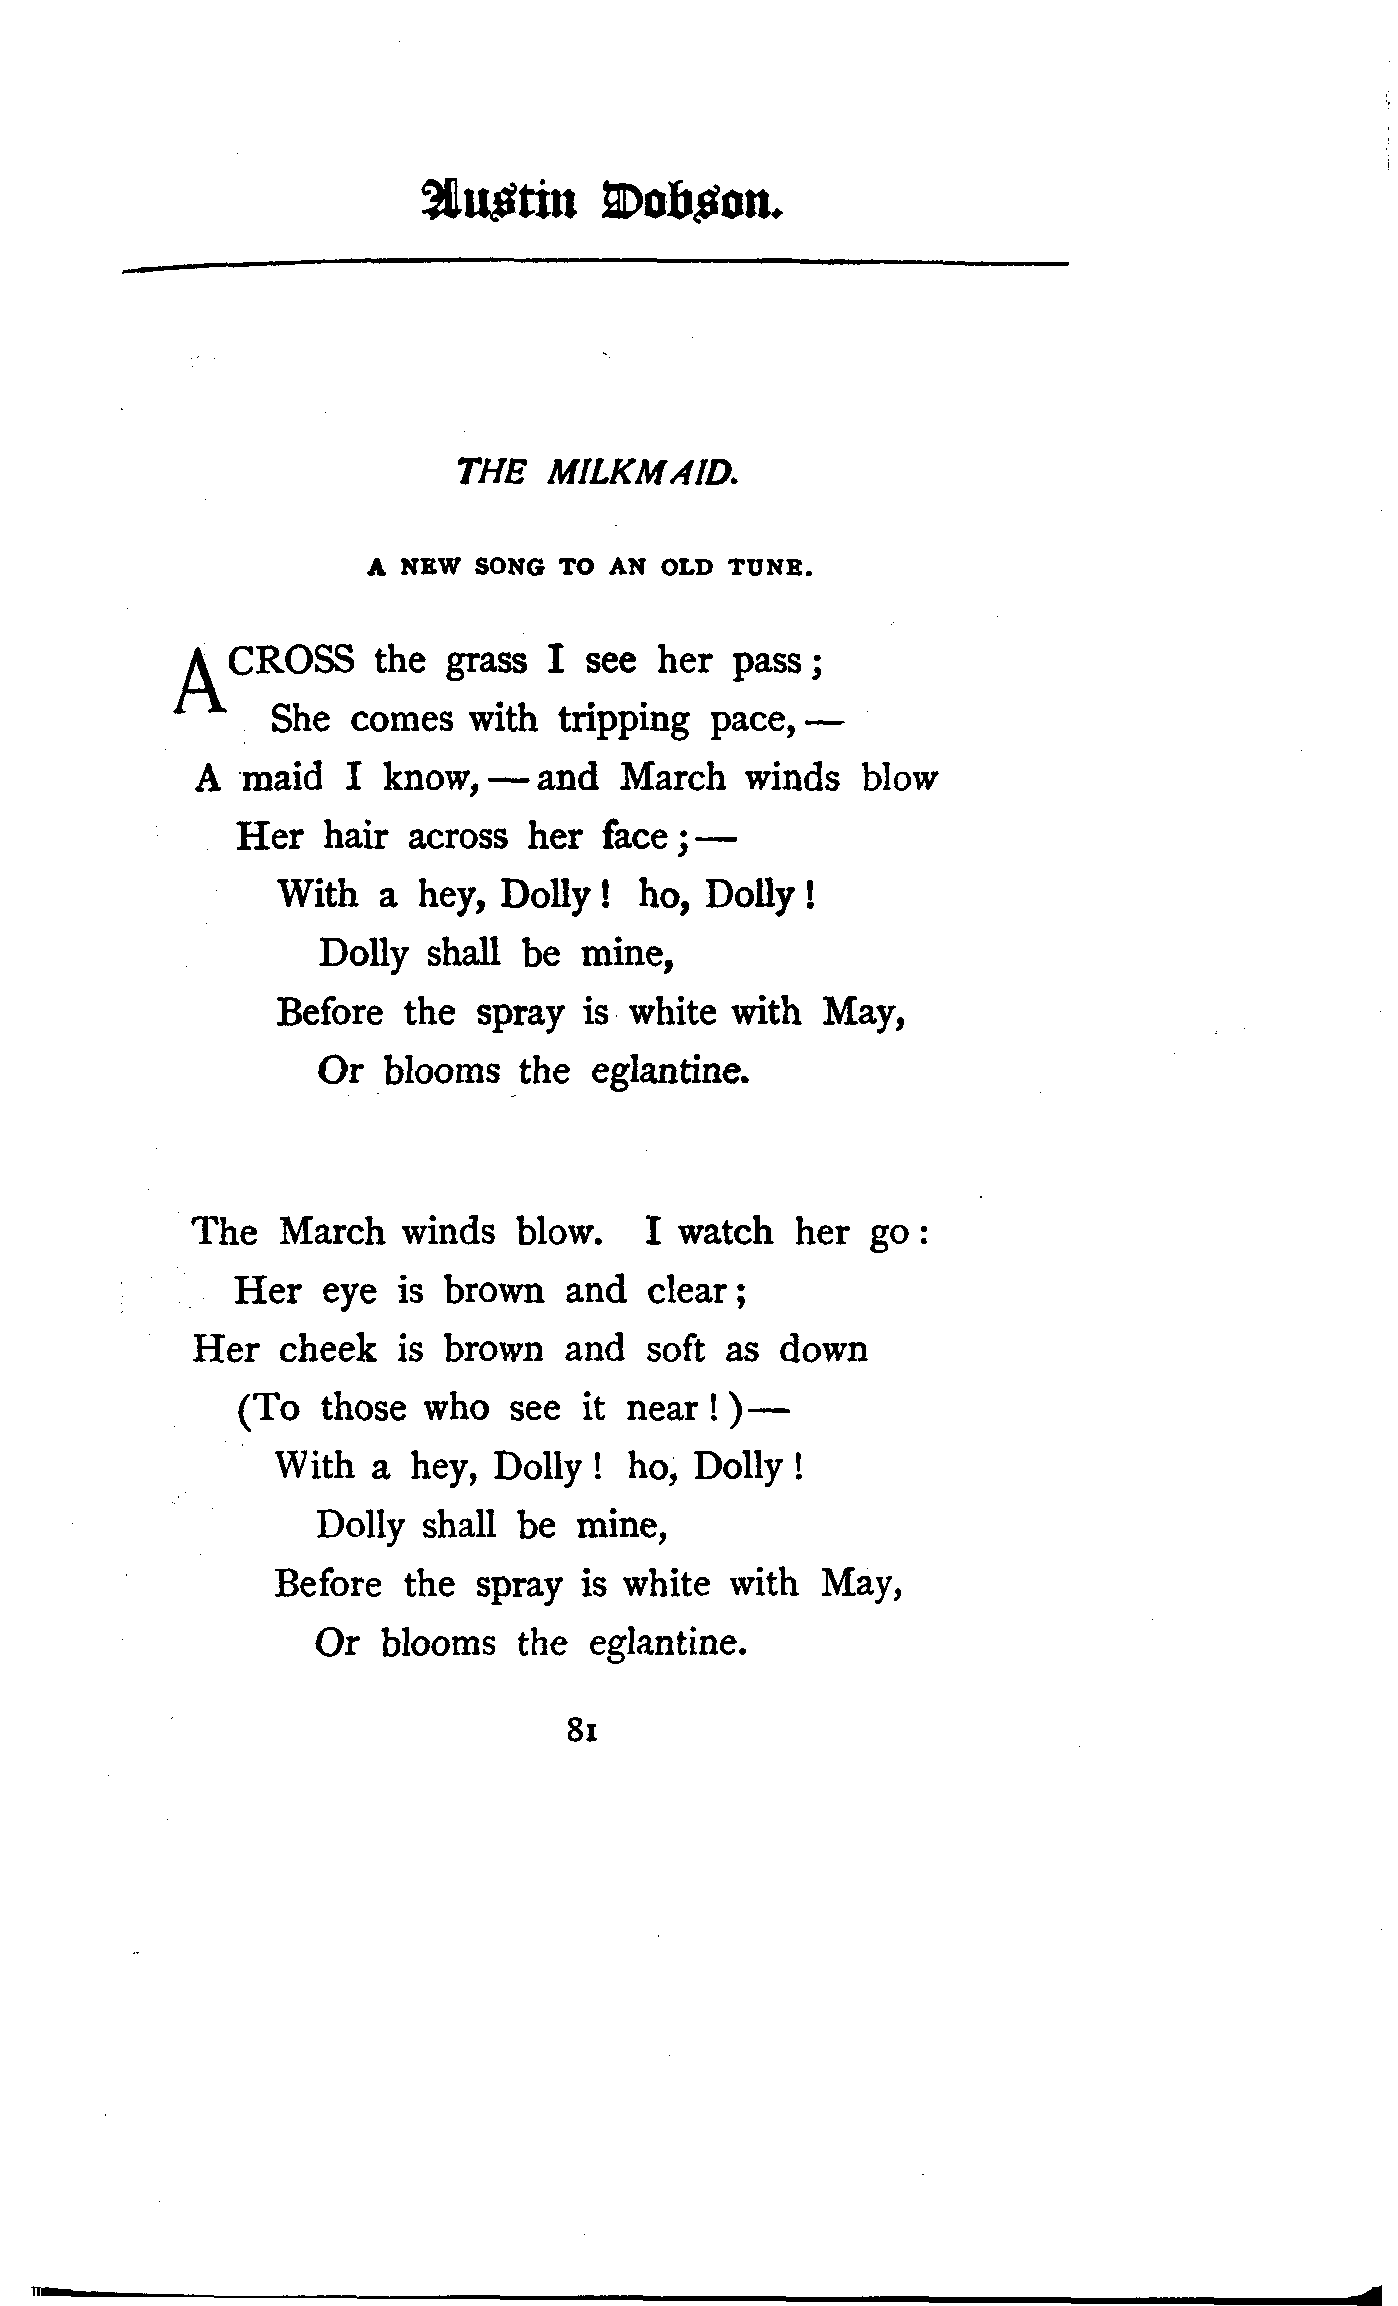 Austin Dobson.
THE MILKMAID.
A NEW SONG TO AN OLD TUNE.
ACROSS the grass I see her pass;
She comes with tripping pace,—
A maid I know,—and March winds blow
Her hair across her face;—
With a hey, Dolly! ho, Dolly!
Dolly shall be mine,
Before the spray is white with May,
Or blooms the eglantine.
The March winds blow. I watch her go:
Her eye is brown and clear;
Her cheek is brown and soft as down
(To those who see it near!)—
With a hey, Dolly! ho, Dolly!
Dolly shall be mine,
Before the spray is white with May,
Or blooms the eglantine.
81